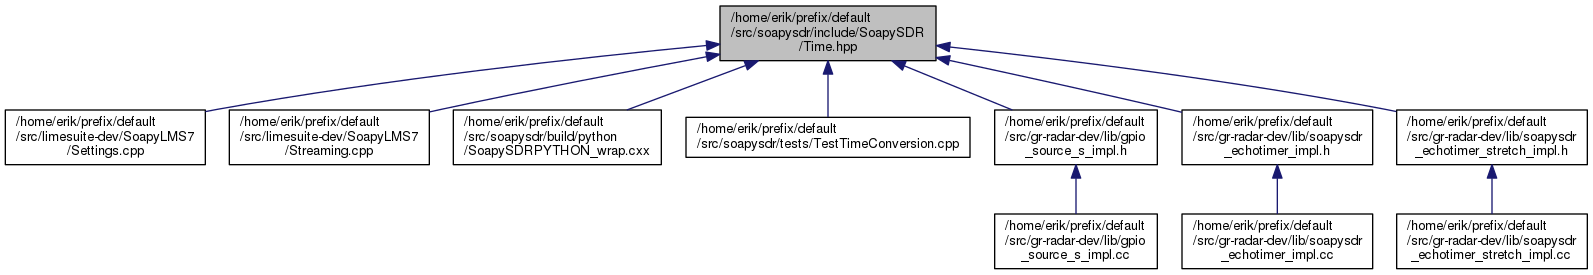 /home/erik/prefix/default
/src/soapysdr/include/SoapySDR
/Time.hpp
/home/erik/prefix/default
/src/limesuite-dev/SoapyLMS7
/Settings.cpp
/home/erik/prefix/default
/src/limesuite-dev/SoapyLMS7
/Streaming.cpp
/home/erik/prefix/default
/src/soapysdr/build/python
/SoapySDRPYTHON_wrap.cxx
/home/erik/prefix/default
/src/soapysdr/tests/TestTimeConversion.cpp
/home/erik/prefix/default
/src/gr-radar-dev/lib/gpio
_source_s_impl.h
/home/erik/prefix/default
/src/gr-radar-dev/lib/soapysdr
_echotimer_impl.h
/home/erik/prefix/default
/src/gr-radar-dev/lib/soapysdr
_echotimer_stretch_impl.h
/home/erik/prefix/default
/src/gr-radar-dev/lib/gpio
_source_s_impl.cc
/home/erik/prefix/default
/src/gr-radar-dev/lib/soapysdr
_echotimer_impl.cc
/home/erik/prefix/default
/src/gr-radar-dev/lib/soapysdr
_echotimer_stretch_impl.cc